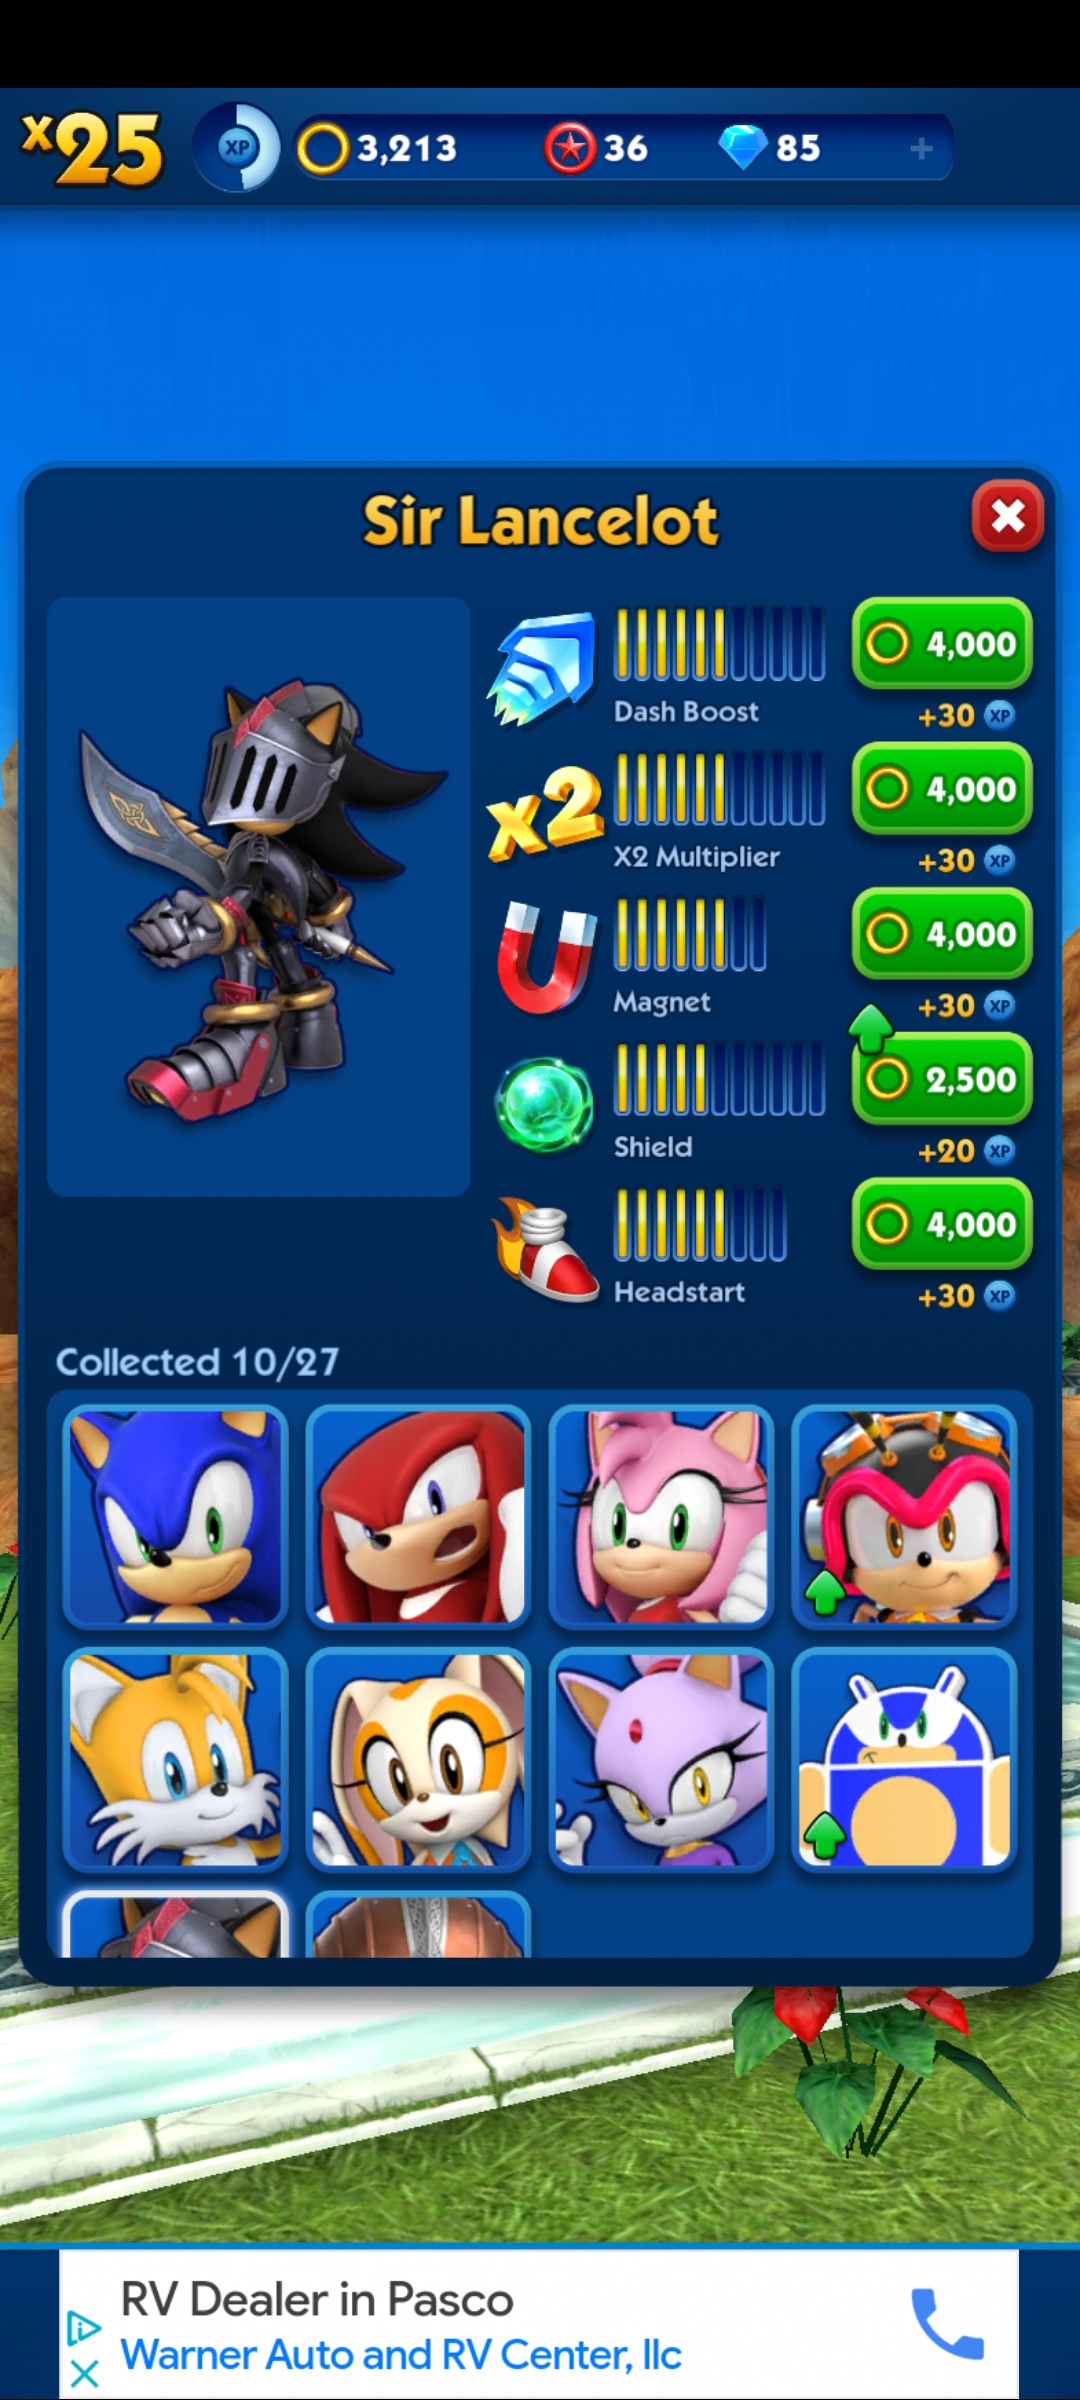 x25
XP
3,213
36
85
+
Sir Lancelot
4,000
Dash Boost
+30 XP
x2
4,000
X2 Multiplier
+30 XP
4,000
Magnet
+30 XP
2,500
Shield
+20 XP
4,000
Headstart
+30 XP
Collected 10/27
RV Dealer in Pasco
Warner Auto and RV Center, llc